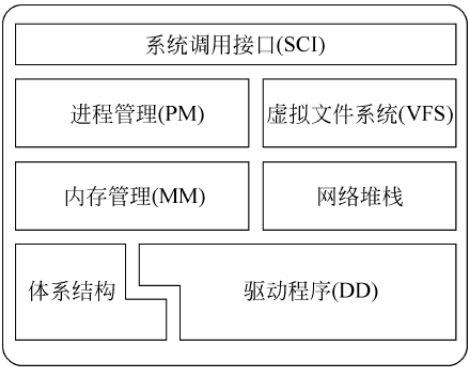 系统调用接口(SCI)
进程管理(PM)
虚拟文件系统(VFS)
内存管理(MM)
网络堆栈
体系结构
驱动程序(DD)